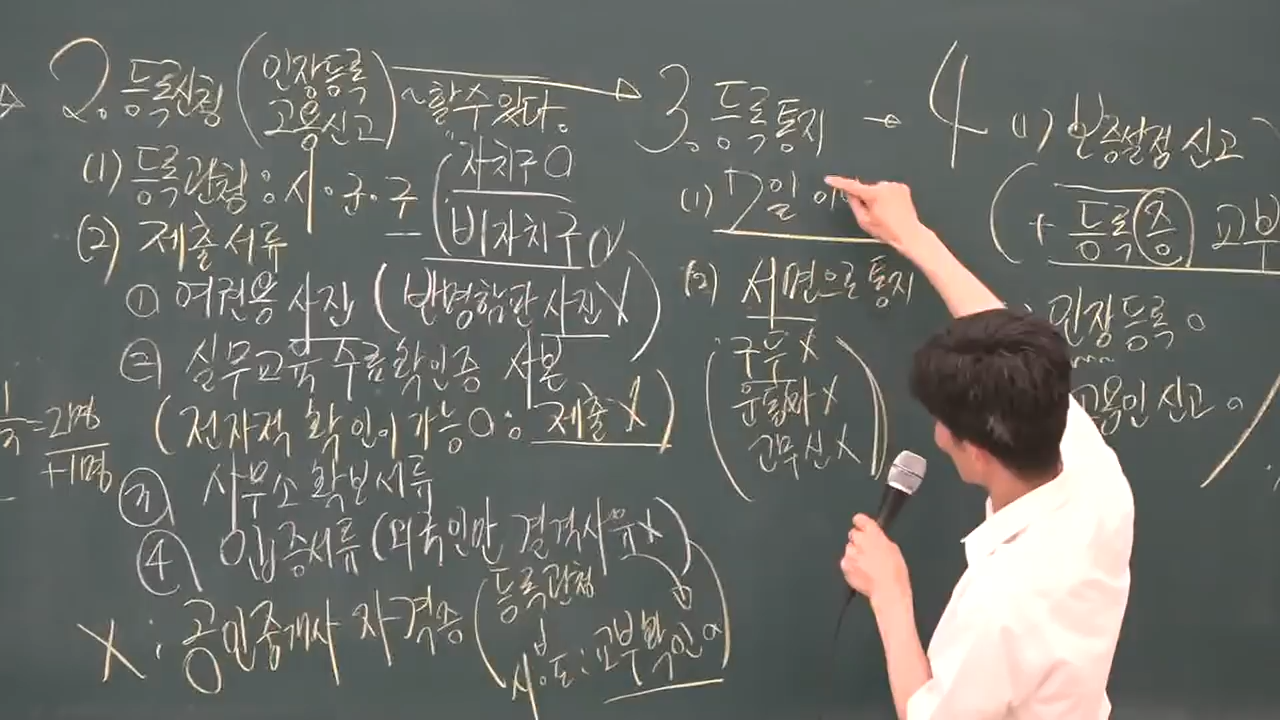 2. 등록신청 (인장등록 고용신고) ~할 수 있다.
(1) 등록관청 : 시·군·구 (자치구 O
비자치구 X
(2) 제출서류
① 여권용 사진 (반명함판 사진 X)
② 실무교육 수료확인증 사본
(전자적 확인이 가능 O : 제출 X)
③ 사무소 확보 서류
④ 입증서류 (외국인만, 결격사유 X)
X : 공인중개사 자격증 (등록관청
시·도 : 교부 확인
= 2명
+1명
3. 등록통지 →
(1) 7일 이
(2) 서면으로 통지
(구두 X
X
고무신 X)
4 (1) 보증설정 신고
(+ 등록증 교부
인장등록 o
고용인 신고 o